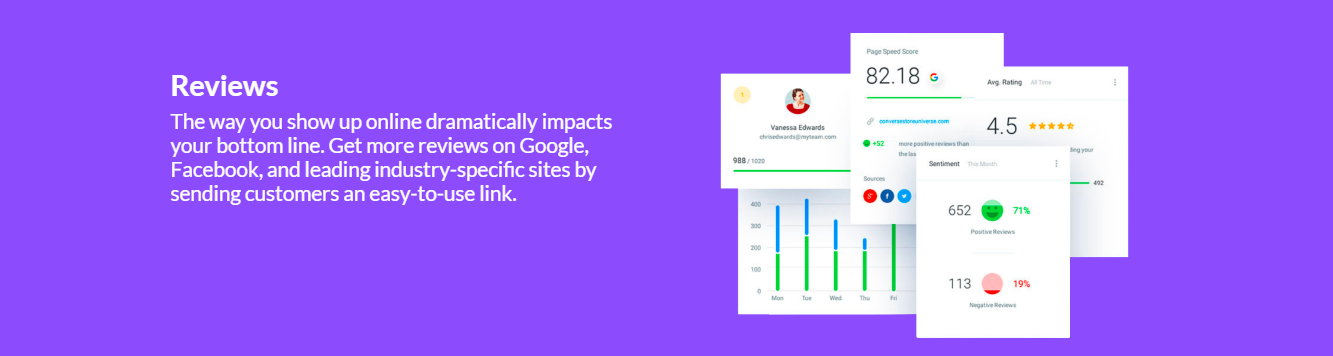 Reviews
The way you show up online dramatically impacts
your bottom line. Get more reviews on Google,
Facebook, and leading industry-specific sites by
sending customers an easy-to-use link.
Vanessa Edwards
chrisedwards@myteam.com
988 / 1020
Page Speed Score
82.18
conversestoreuniverse.com
+52 more positive reviews than
the las
Sources
Avg. Rating All Time
4.5
ding your
492
Sentiment This Month
652 71%
Positive Reviews
113 19%
Negative Reviews
400
300
200
100
0
Mon Tue Wed Thu Fri